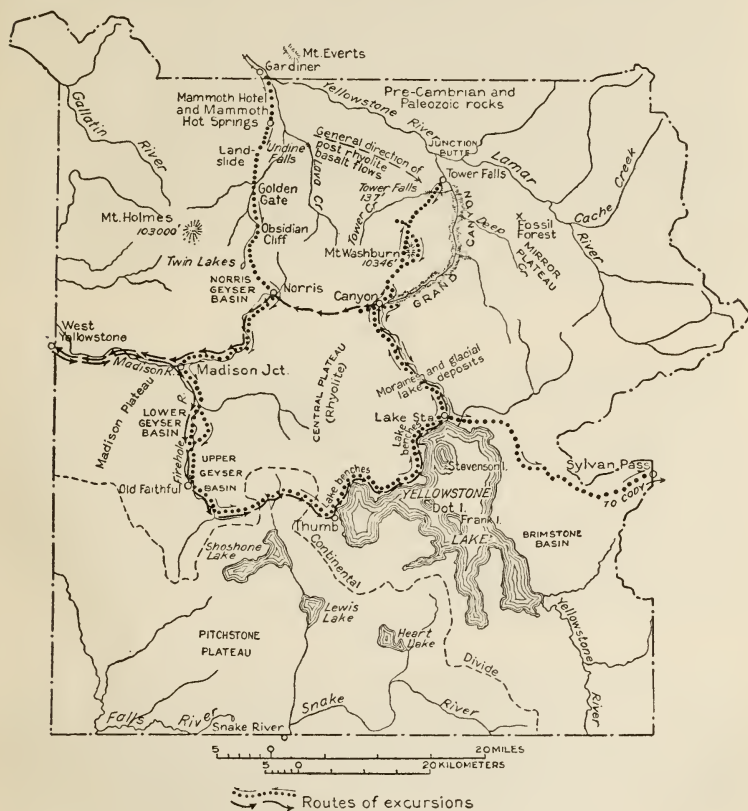 Mt. Everts
Gardiner
Pre-Cambrian and
Paleozoic rocks
Yellowstone
River
Gallatin
River
Mammoth Hotel
and Mammoth
Hot Springs
JUNCTION
BUTTE
Lamar
River
Land-
slide
Undine
Falls
Lava Cr.
General direction of
post rhyolite
basalt flows
Tower Falls
Cache Creek
Golden
Gate
Tower Falls
137'
Tower Cr.
Mt. Holmes
103000'
Obsidian
Cliff
GRAND
CANYON
Deep
Cr.
Fossil
Forest
MIRROR
PLATEAU
Twin Lakes
Mt Washburn
10346'
NORRIS
GEYSER
BASIN
Norris
Canyon
West
Yellowstone
Madison R.
Madison Jct.
Madison Plateau
CENTRAL PLATEAU
(Rhyolite)
Moraines and glacial
lake deposits
LOWER
GEYSER
BASIN
Firehole
R.
Lake Sta.
Lake
benches
UPPER
GEYSER
BASIN
Stevenson I.
Sylvan Pass
TO CODY
Old Faithful
Lake benches
YELLOWSTONE
dot I.
Frank I.
LAKE
Thumb
BRIMSTONE
BASIN
Shoshone
Lake
Continental
Divide
Lewis
Lake
Heart
Lake
Yellowstone
River
PITCHSTONE
PLATEAU
Falls River
Snake River
Snake
River
5 0 20 MILES
5 0 20 KILOMETERS
Routes of excursions